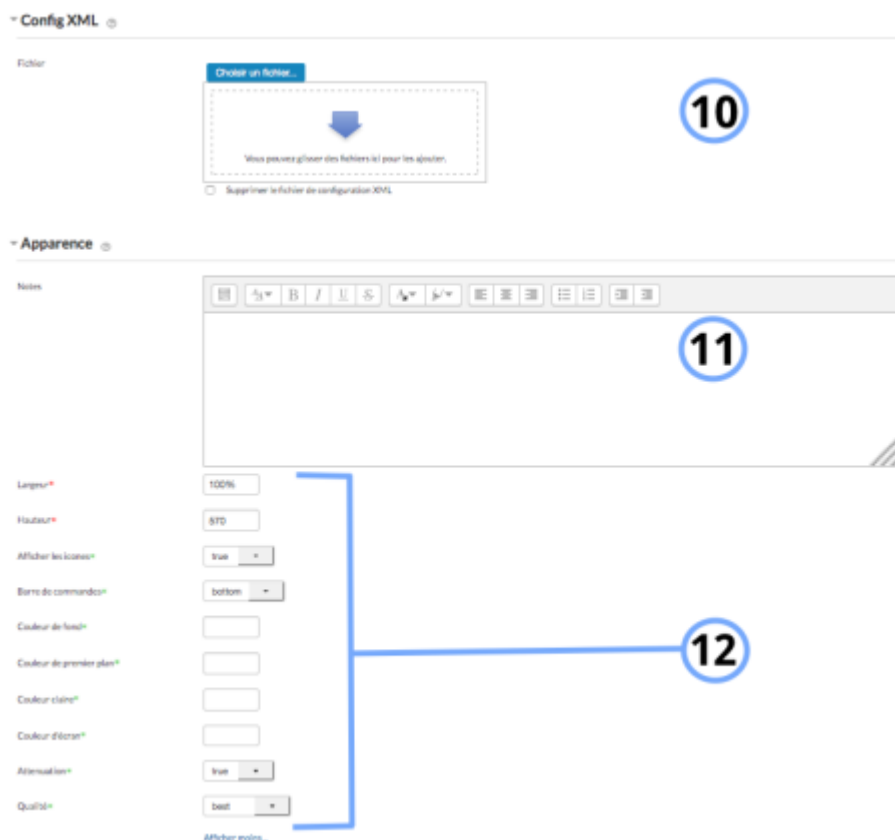 Config XML
Fichier
Choisir un fichier...
10
Vous pouvez glisser des fichiers ici pour les ajouter.
Supprimer le fichier de configuration XML
Apparence
Notes
B I U S
11
Largeur*
100%
Hauteur*
670
Afficher les icones*
true
Barre de commandes*
bottom
Couleur de fond*
Couleur de premier plan*
12
Couleur claire*
Couleur d'écran*
Attenuation*
true
Qualité*
best
Afficher moins...